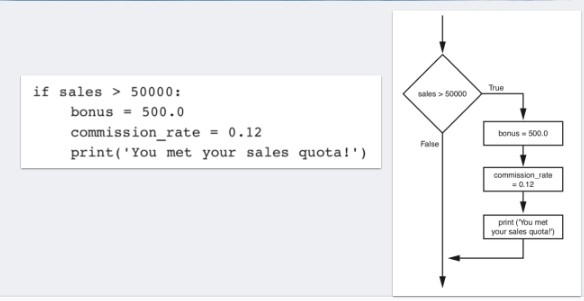 if sales > 50000:
    bonus = 500.0
    commission_rate = 0.12
    print('You met your sales quota!')
sales > 50000
True
False
bonus = 500.0
commission_rate
= 0.12
print ('You met
your sales quota!')